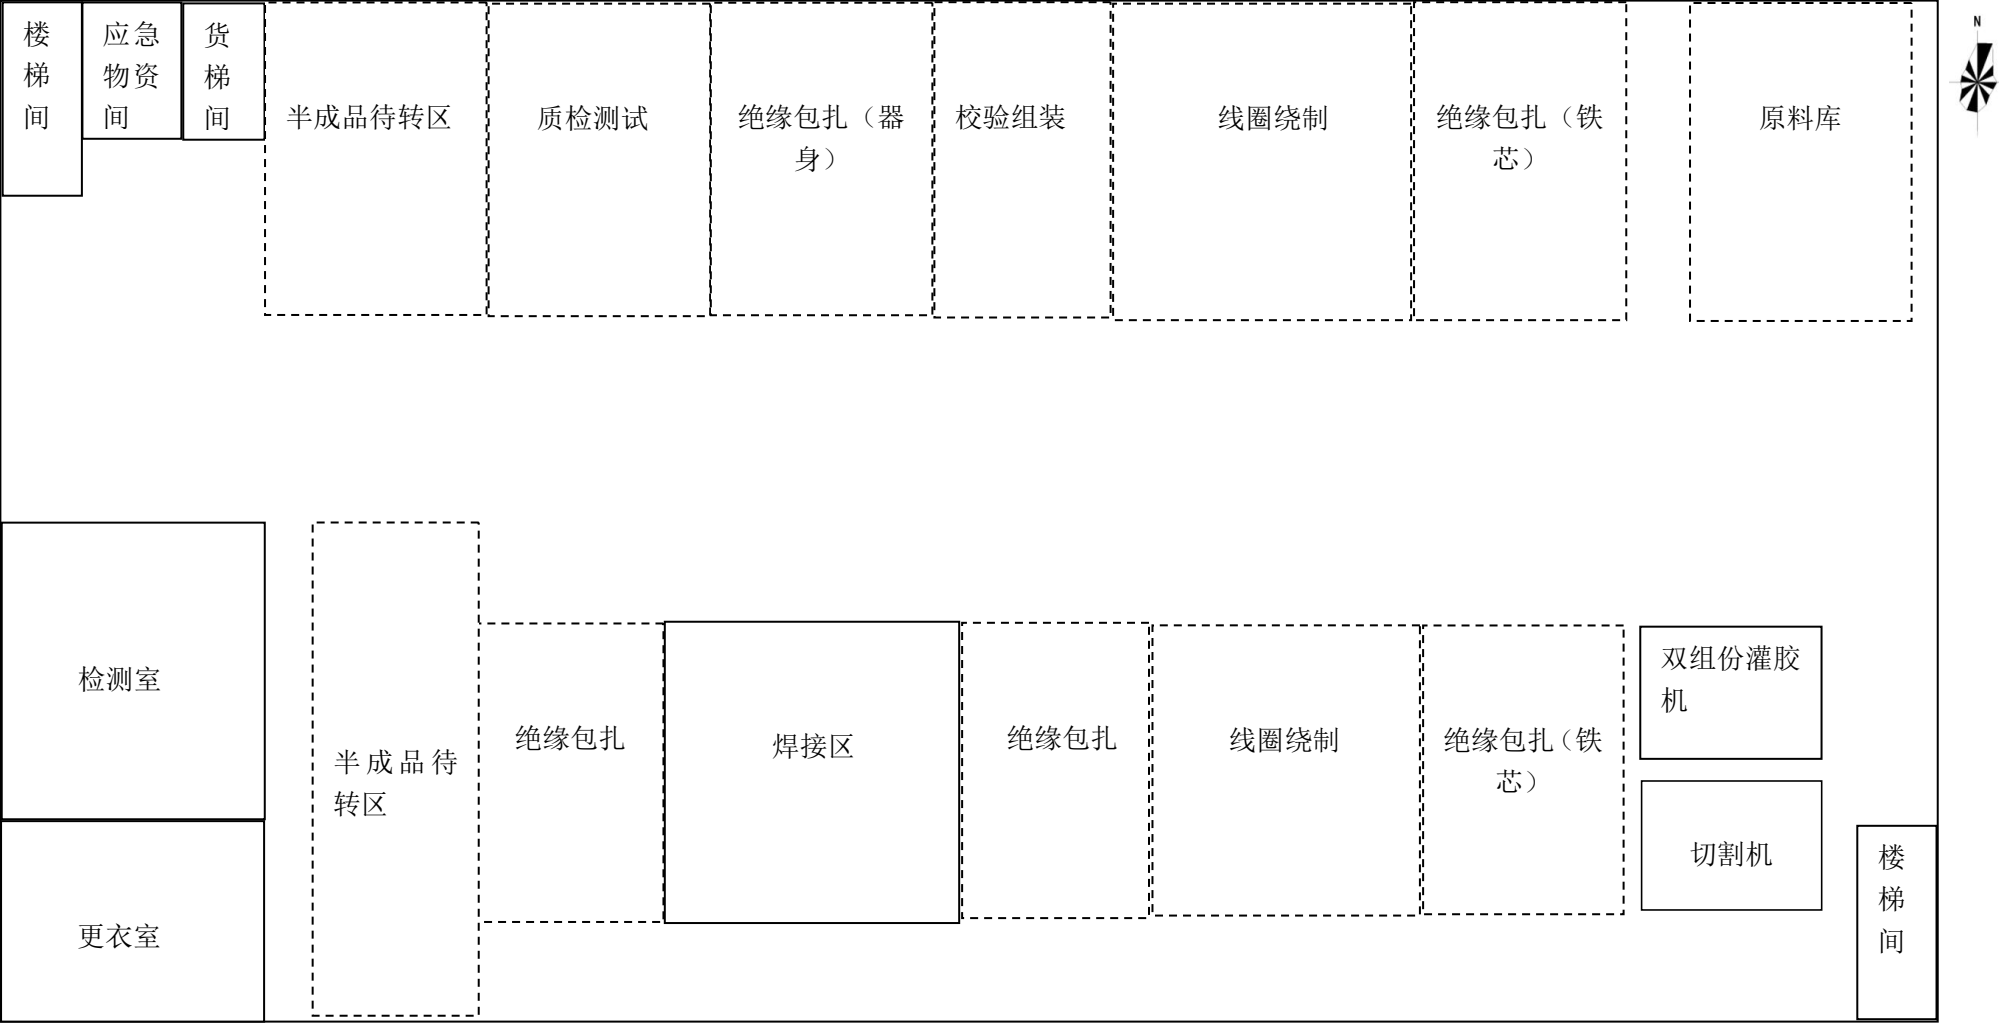 楼
梯
间
应急
物资
间
货
梯
间
半成品待转区
质检测试
绝缘包扎（器
身）
校验组装
线圈绕制
绝缘包扎（铁
芯）
原料库
N
检测室
更衣室
半成品待
转区
绝缘包扎
焊接区
绝缘包扎
线圈绕制
绝缘包扎（铁
芯）
双组份灌胶
机
切割机
楼
梯
间